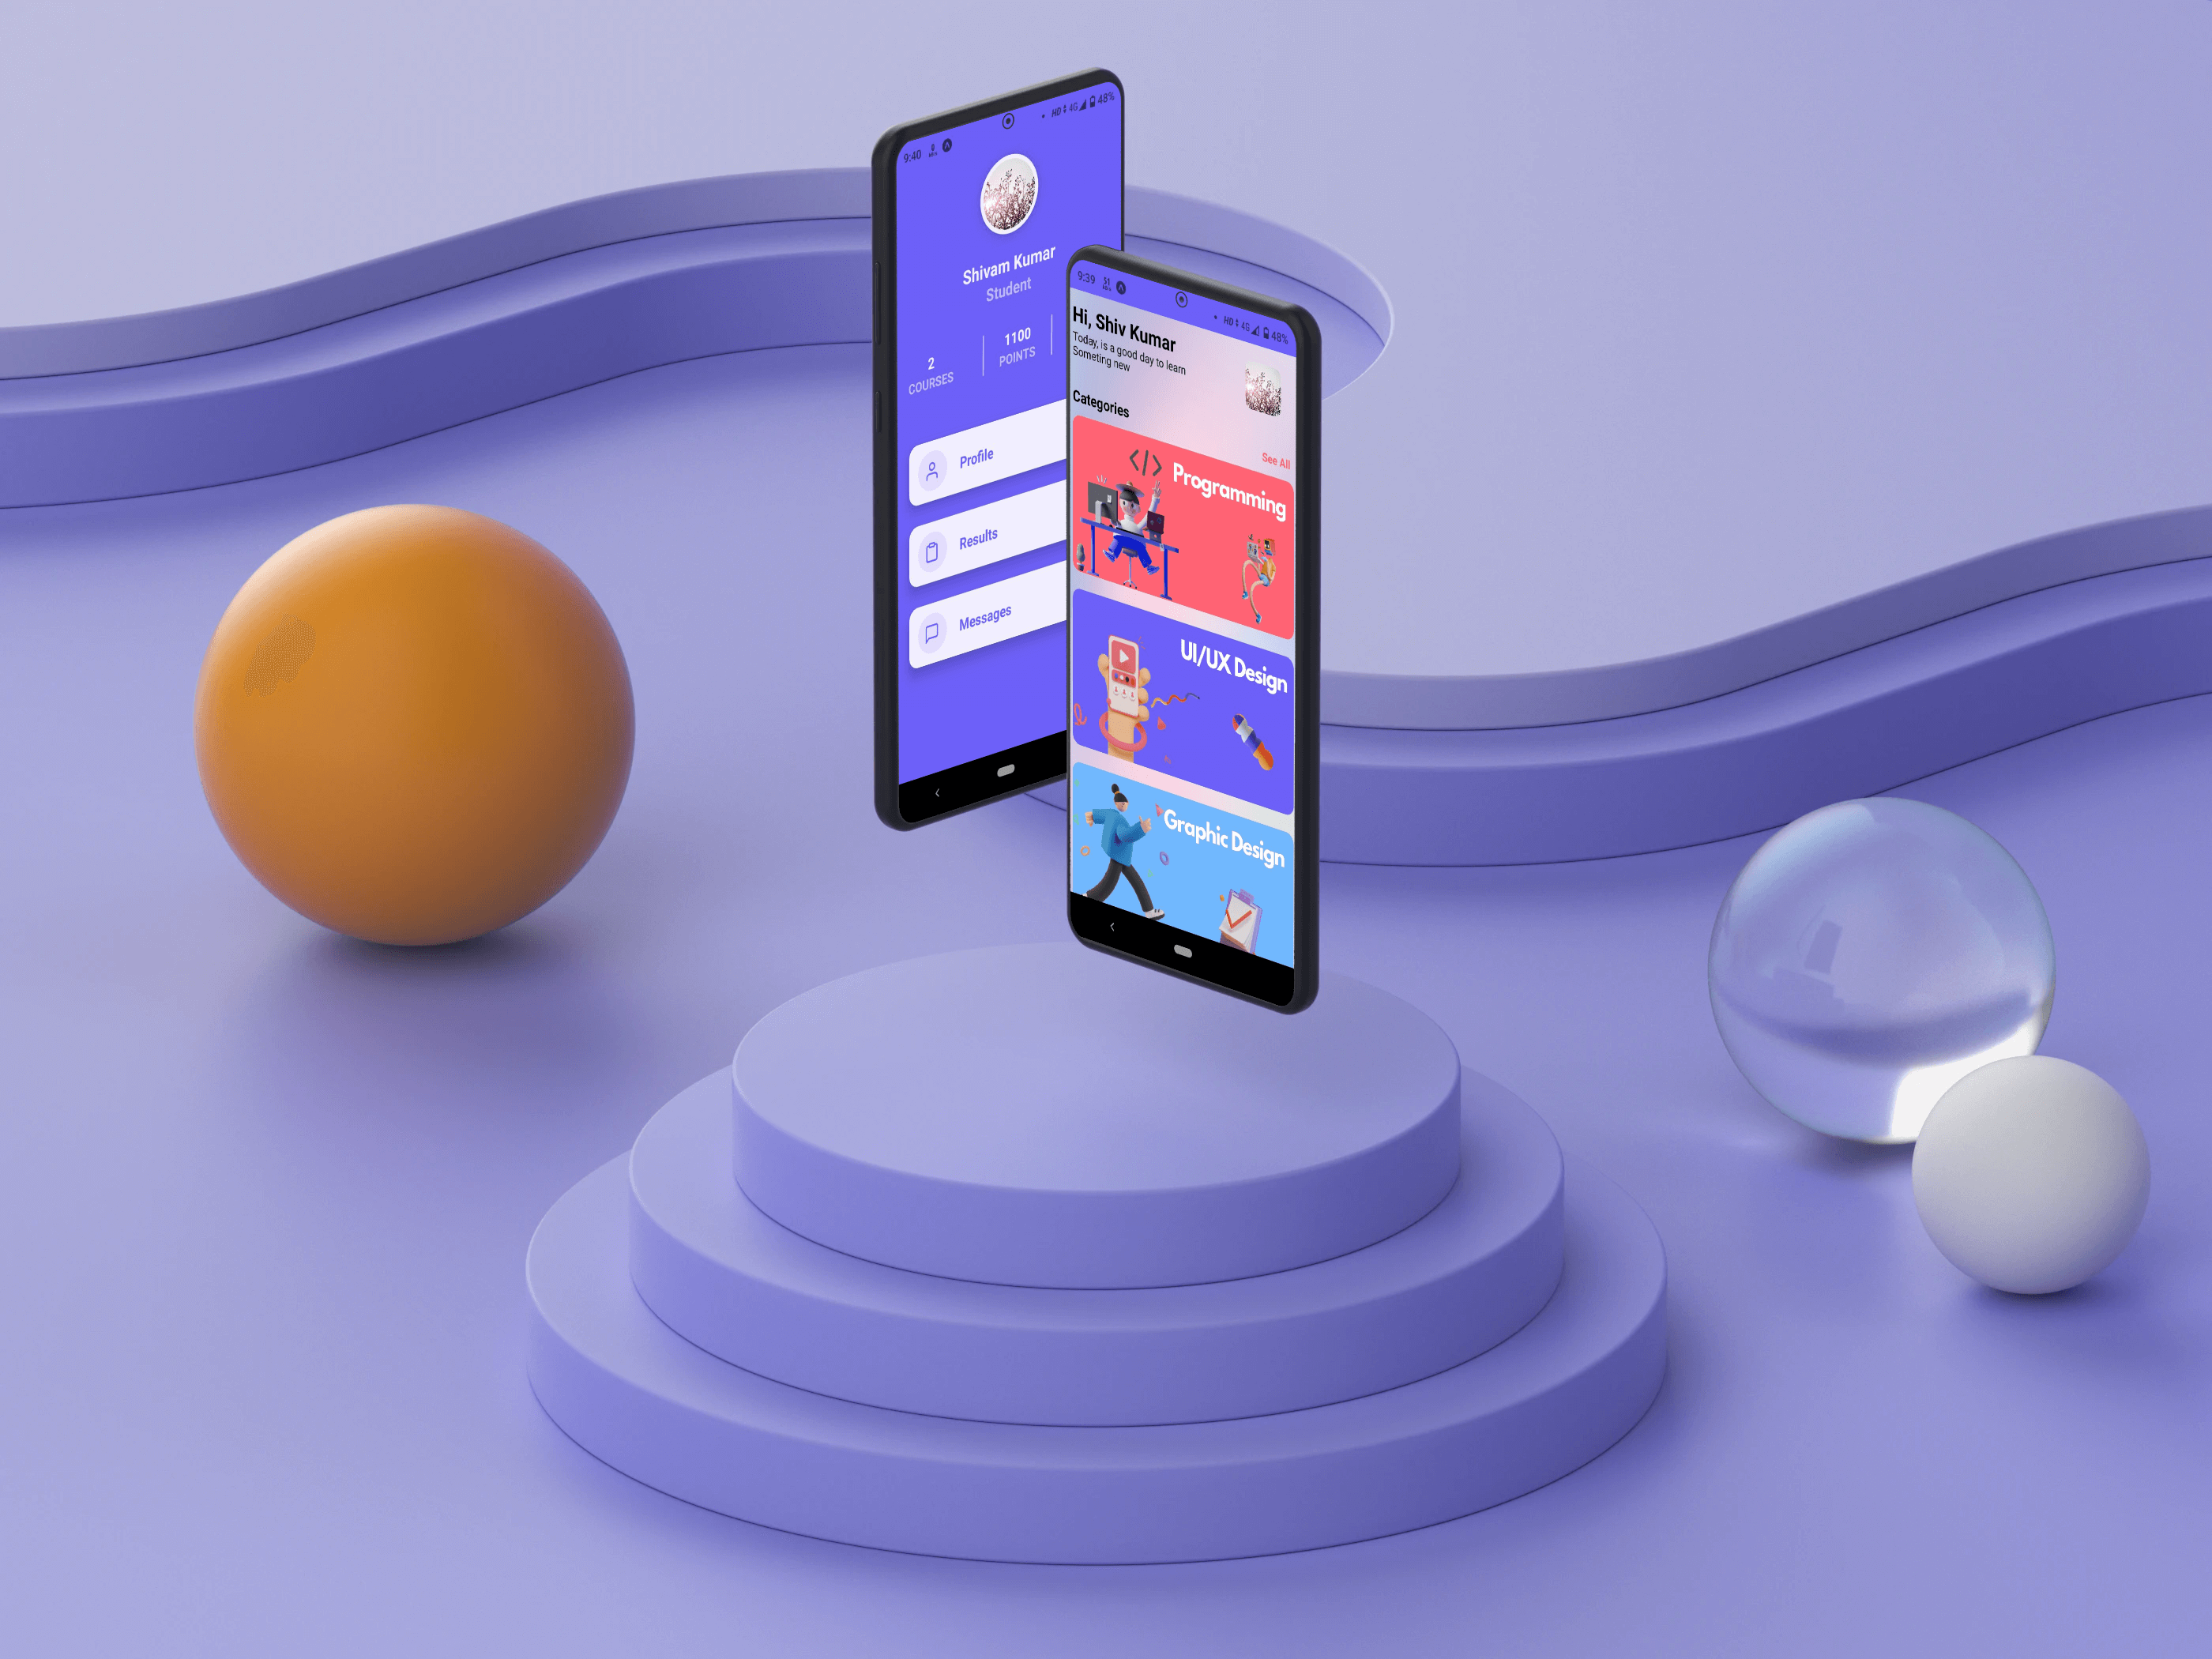 9:40
HD 4G 48%
Shivam Kumar
Student
2
COURSES
1100
POINTS
Profile
Results
Messages
9:39
HD 4G 48%
Hi, Shiv Kumar
Today, is a good day to learn
Someting new
Categories
See All
</> Programming
UI/UX Design
Graphic Design